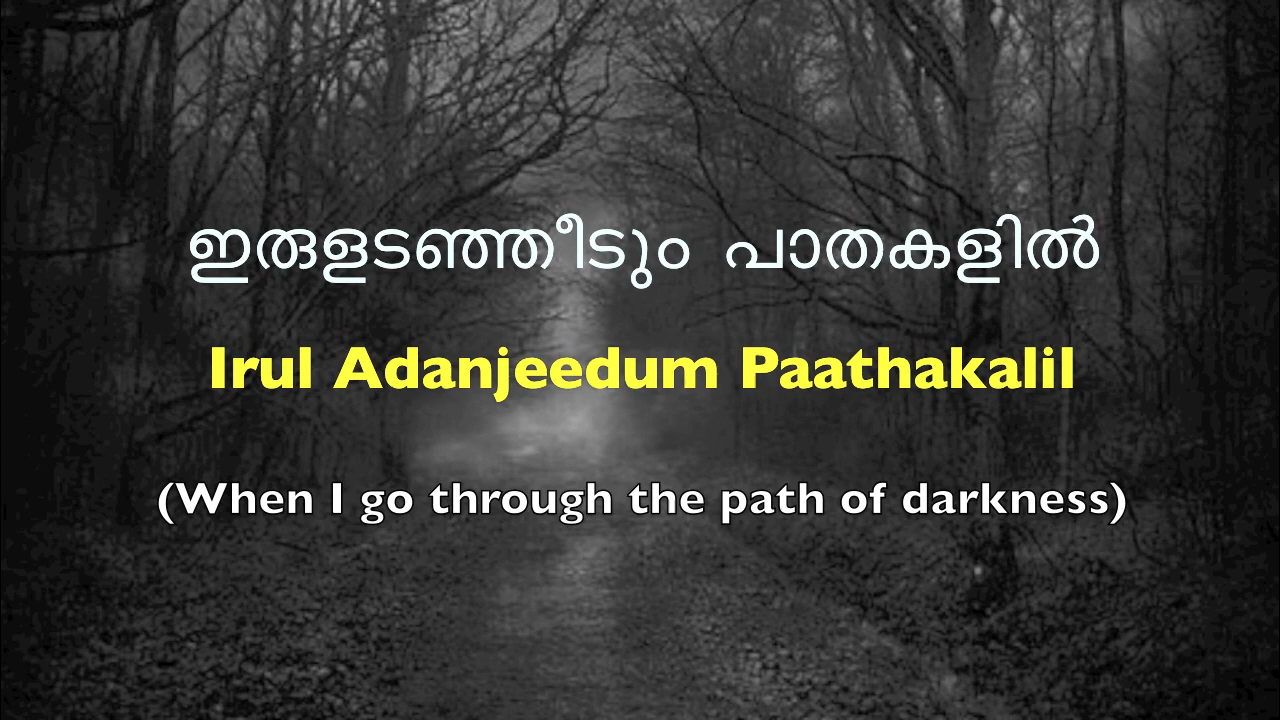 ഇരുളടഞ്ഞീടും പാതകളിൽ
Irul Adanjeedum Paathakalil
(When I go through the path of darkness)